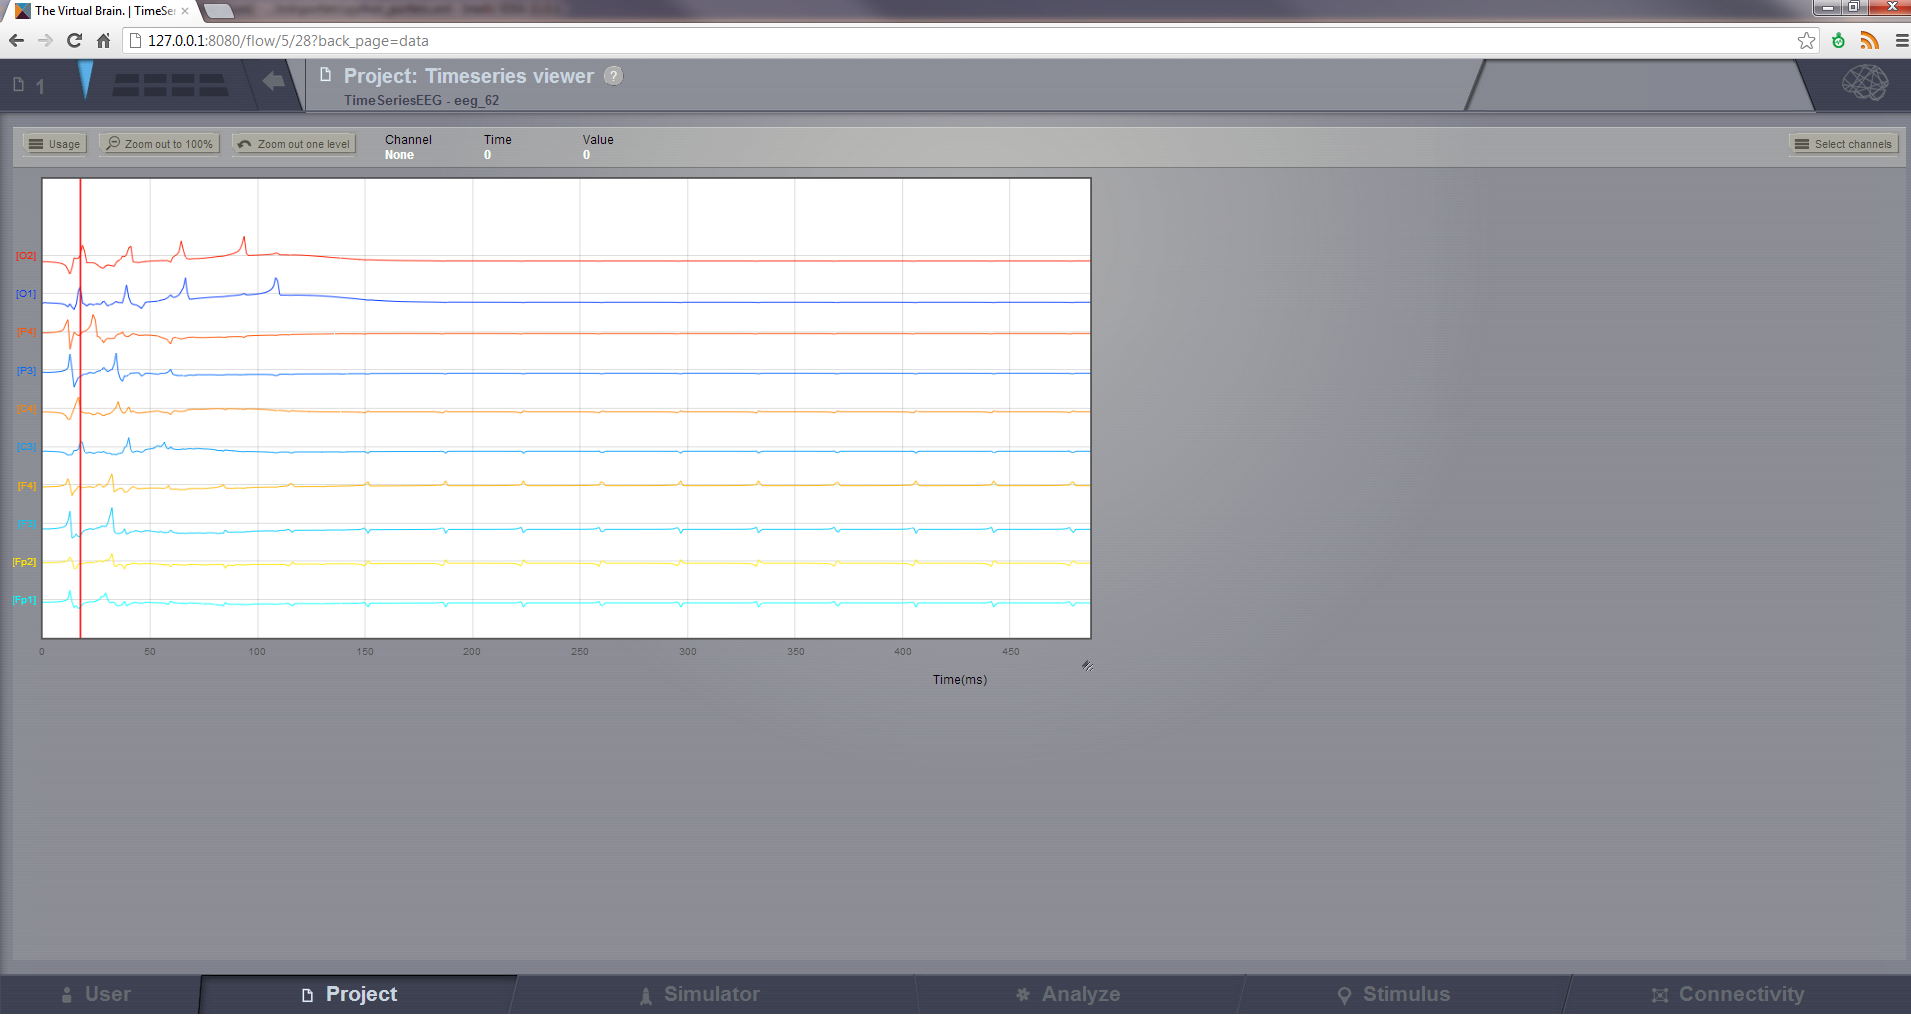 The Virtual Brain. | TimeSer
127.0.0.1:8080/flow/5/28?back_page=data
1
Project: Timeseries viewer ?
TimeSeriesEEG - eeg_62
Usage
Zoom out to 100%
Zoom out one level
Channel
None
Time
0
Value
0
Select channels
[O2]
[O1]
[P4]
[P3]
[C4]
[C3]
[F4]
[F3]
[Fp2]
[Fp1]
0 50 100 150 200 250 300 350 400 450
Time(ms)
User
Project
Simulator
Analyze
Stimulus
Connectivity